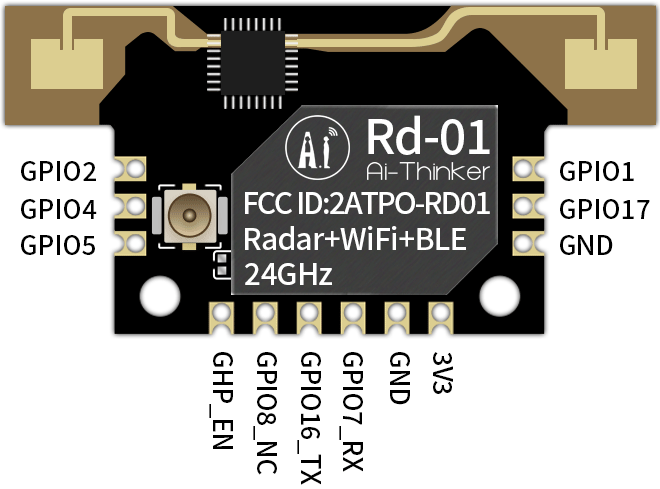 A.i
Rd-01
Ai-Thinker
FCC ID:2ATPO-RD01
Radar+WiFi+BLE
24GHz
GPIO2
GPIO4
GPIO5
GPIO1
GPIO17
GND
GHP_EN
GPIO8_NC
GPIO16_TX
GPIO7_RX
GND
3V3